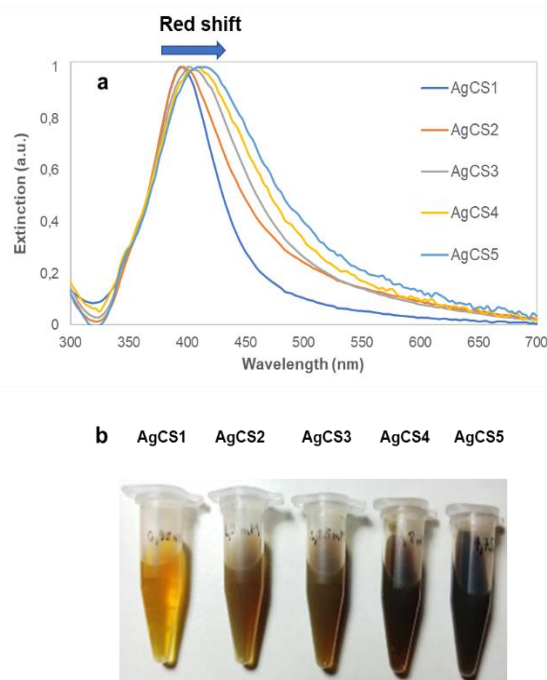 Red shift
a
1
0,8
0,6
0,4
0,2
0
Extinction (a.u.)
AgCS1
AgCS2
AgCS3
AgCS4
AgCS5
300 350 400 450 500 550 600 650 700
Wavelength (nm)
b AgCS1 AgCS2 AgCS3 AgCS4 AgCS5